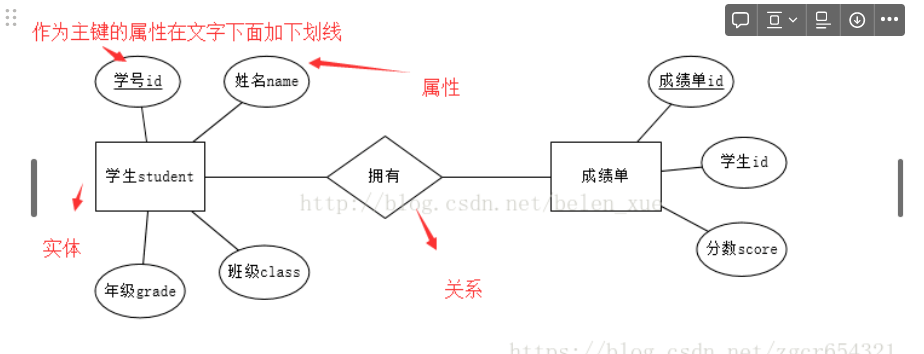 作为主键的属性在文字下面加下划线
学号id
姓名name
属性
成绩单id
学生student
拥有
成绩单
学生id
http://blog.csdn.net/belen_xue
实体
分数score
年级grade
班级class
关系
https://blog.csdn.net/zgcr654321